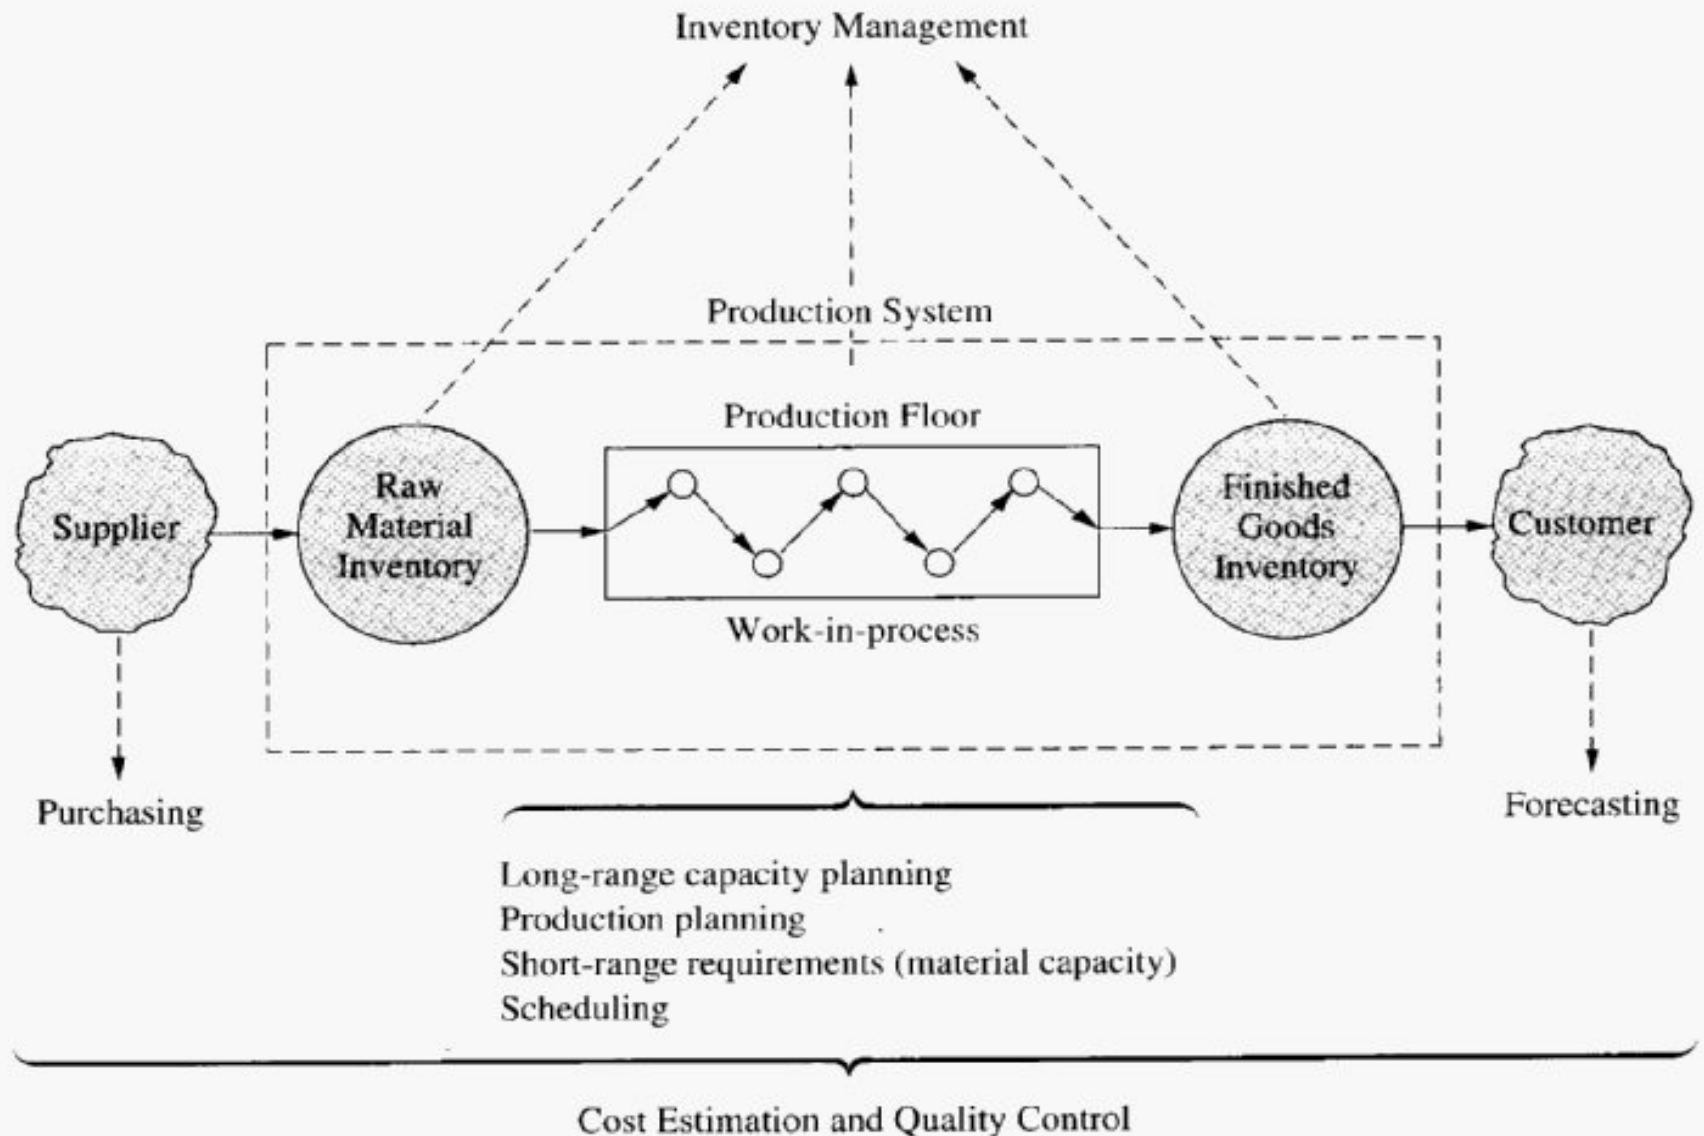 Inventory Management
Production System
Production Floor
Supplier
Raw
Material
Inventory
Finished
Goods
Inventory
Customer
Work-in-process
Purchasing
Forecasting
Long-range capacity planning
Production planning
Short-range requirements (material capacity)
Scheduling
Cost Estimation and Quality Control